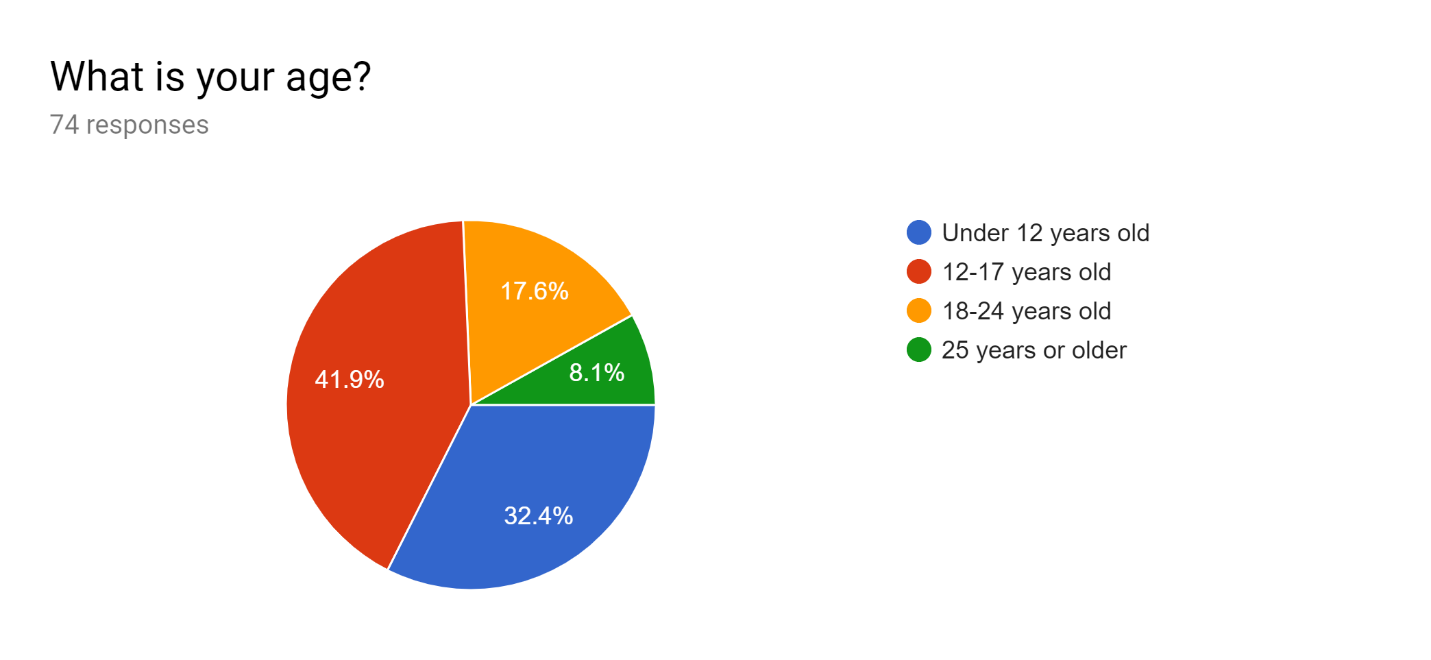 What is your age?
74 responses
17.6%
8.1%
41.9%
32.4%
Under 12 years old
12-17 years old
18-24 years old
25 years or older